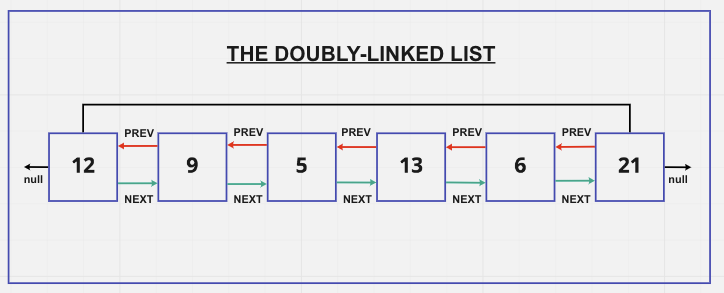 THE DOUBLY-LINKED LIST
PREV PREV PREV PREV PREV
12 9 5 13 6 21
null null
NEXT NEXT NEXT NEXT NEXT